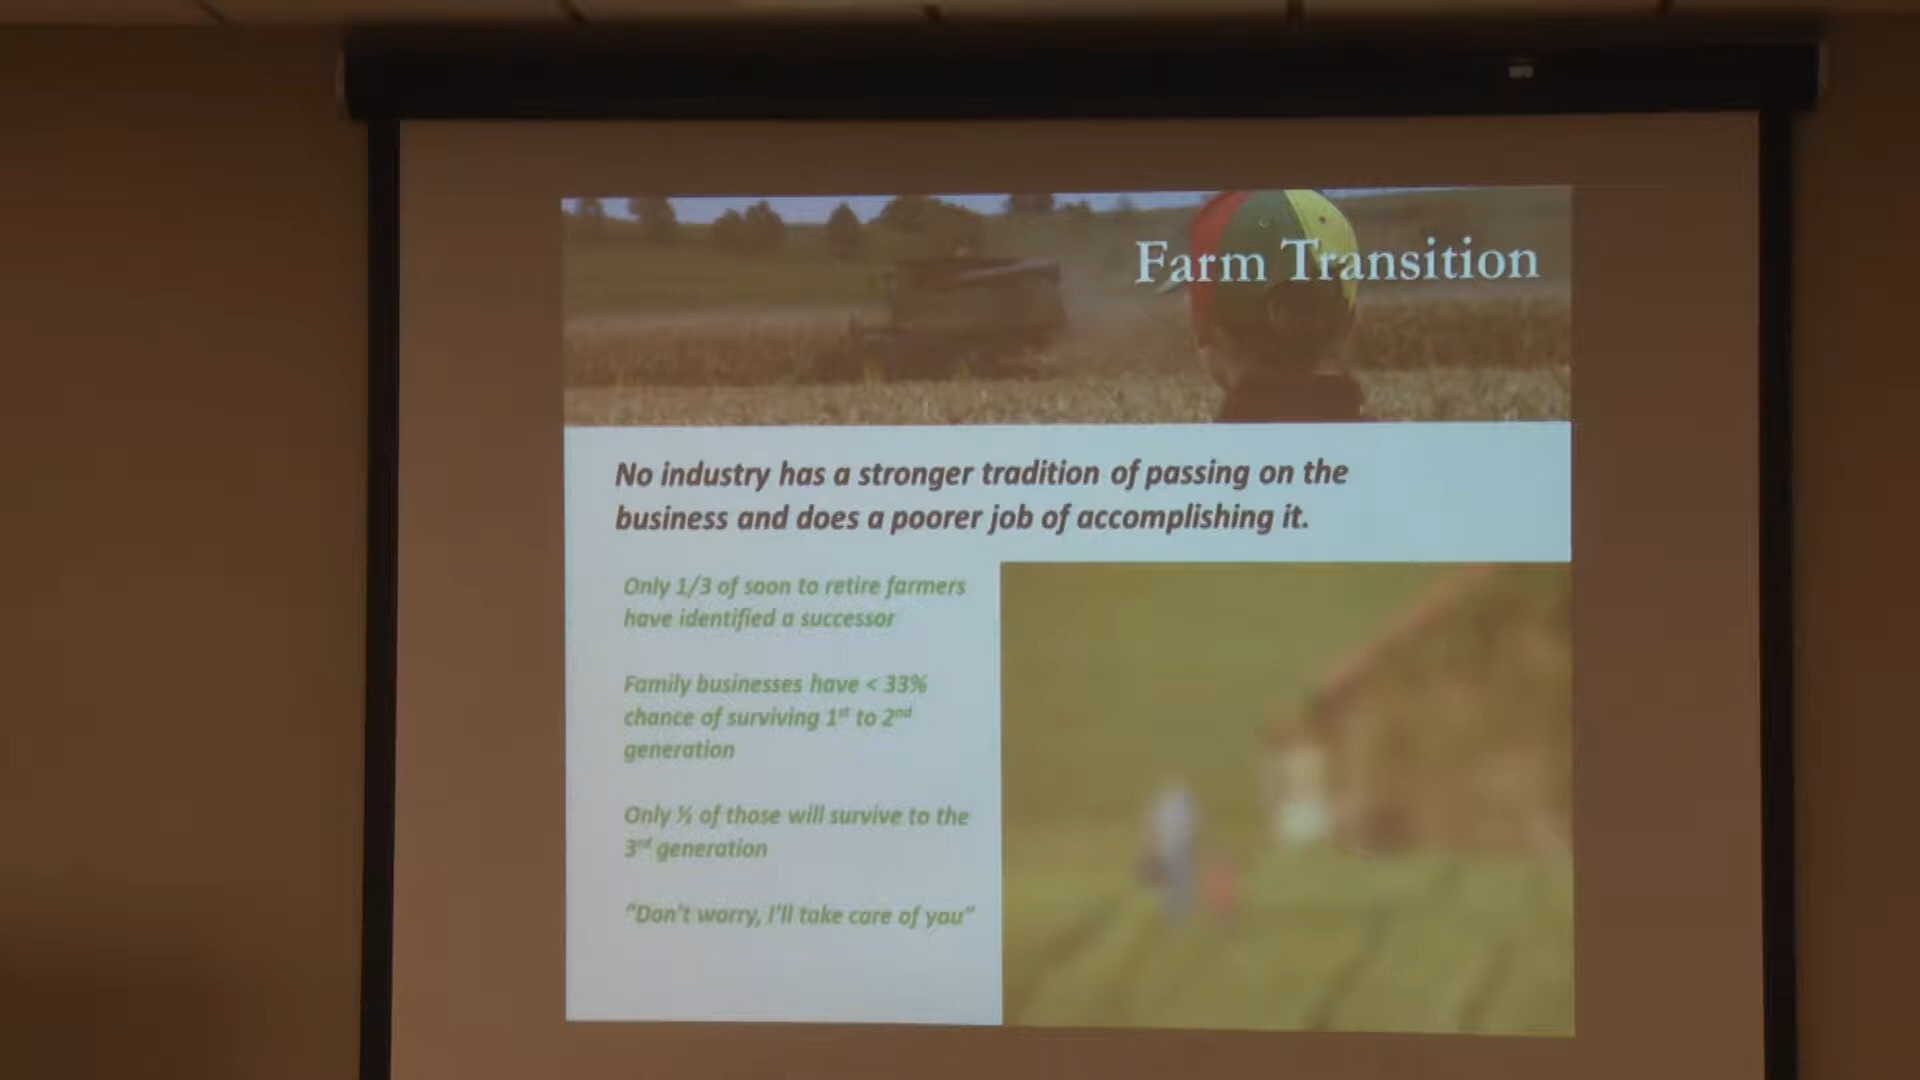 Farm Transition
No industry has a stronger tradition of passing on the
business and does a poorer job of accomplishing it.
Only 1/3 of soon to retire farmers
have identified a successor
Family businesses have < 33%
chance of surviving 1st to 2nd
generation
Only ½ of those will survive to the
3rd generation
"Don't worry, I'll take care of you"